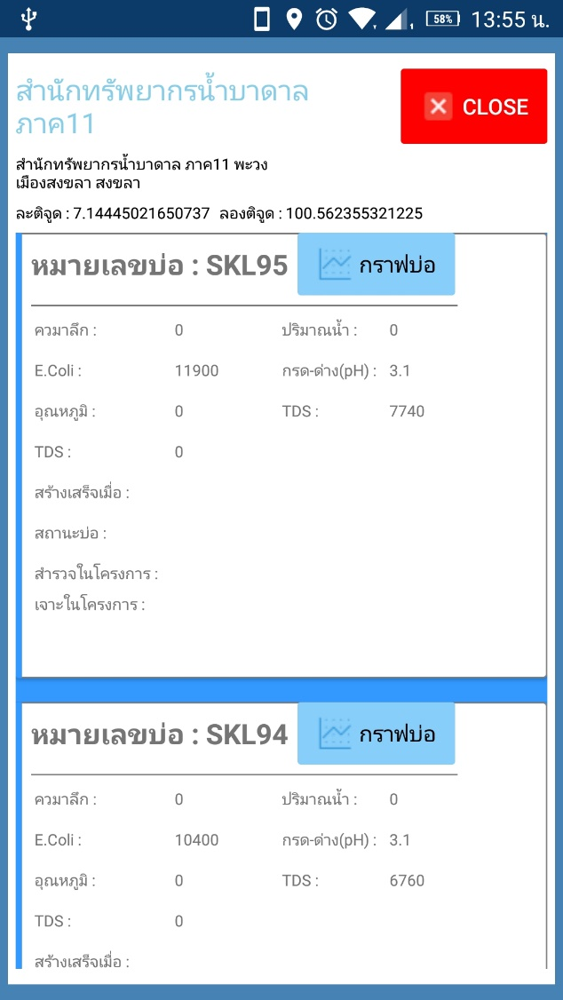 58% 13:55 น.
สำนักทรัพยากรน้ำบาดาล
ภาค11
CLOSE
สำนักทรัพยากรน้ำบาดาล ภาค11 พะวง
เมืองสงขลา สงขลา
ละติจูด : 7.14445021650737 ลองติจูด : 100.562355321225
หมายเลขบ่อ : SKL95 กราฟบ่อ
ควมาลึก : 0 ปริมาณน้ำ : 0
E.Coli : 11900 กรด-ด่าง(pH) : 3.1
อุณหภูมิ : 0 TDS : 7740
TDS : 0
สร้างเสร็จเมื่อ :
สถานะบ่อ :
สำรวจในโครงการ :
เจาะในโครงการ :
หมายเลขบ่อ : SKL94 กราฟบ่อ
ควมาลึก : 0 ปริมาณน้ำ : 0
E.Coli : 10400 กรด-ด่าง(pH) : 3.1
อุณหภูมิ : 0 TDS : 6760
TDS : 0
สร้างเสร็จเมื่อ :